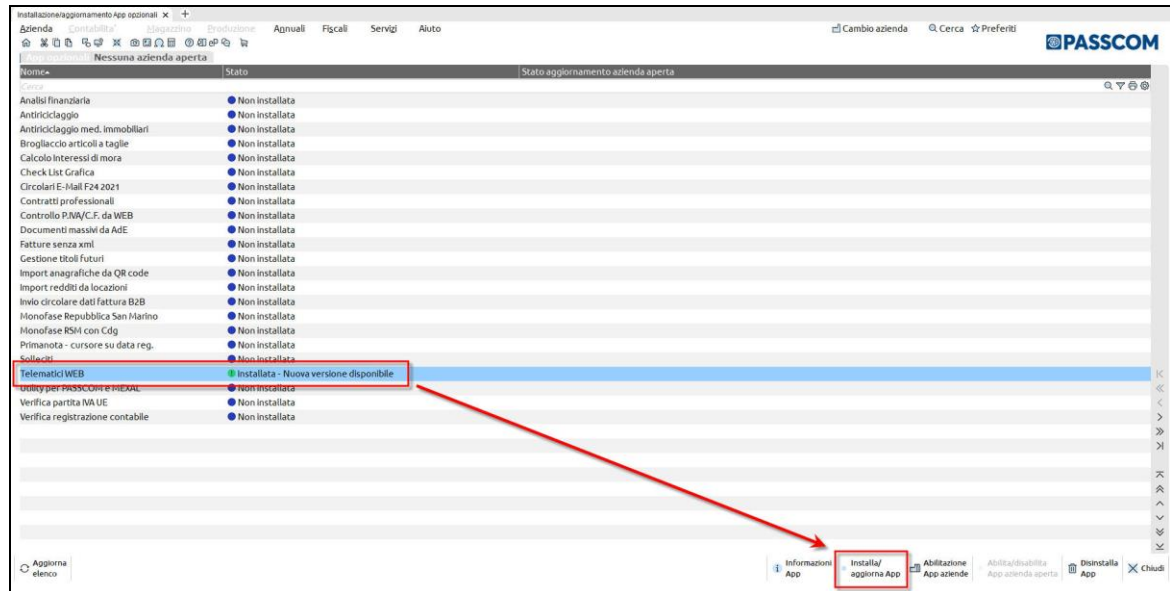 Installazione/aggiornamento App opzionali × +
Azienda Contabilita' Magazzino Produzione Annuali Fiscali Servizi Aiuto Cambio azienda Cerca Preferiti
PASSCOM
App opzionali Nessuna azienda aperta
Nome Stato Stato aggiornamento azienda aperta
Cerca
Analisi finanziaria Non installata
Antiriciclaggio Non installata
Antiriciclaggio med. immobiliari Non installata
Brogliaccio articoli a taglie Non installata
Calcolo interessi di mora Non installata
Check List Grafica Non installata
Circolari E-Mail F24 2021 Non installata
Contratti professionali Non installata
Controllo P.IVA/C.F. da WEB Non installata
Documenti massivi da AdE Non installata
Fatture senza xml Non installata
Gestione titoli futuri Non installata
Import anagrafiche da QR code Non installata
Import redditi da locazioni Non installata
Invio circolare dati fattura B2B Non installata
Monofase Repubblica San Marino Non installata
Monofase RSM con Cdg Non installata
Primanota - cursore su data reg. Non installata
Solleciti Non installata
Telematici WEB Installata - Nuova versione disponibile
Utility per PASSCOM e MEXAL Non installata
Verifica partita IVA UE Non installata
Verifica registrazione contabile Non installata
Aggiorna elenco
Informazioni App
Installa/ aggiorna App
Abilitazione App aziende
Abilita/disabilita App azienda aperta
Disinstalla App
Chiudi